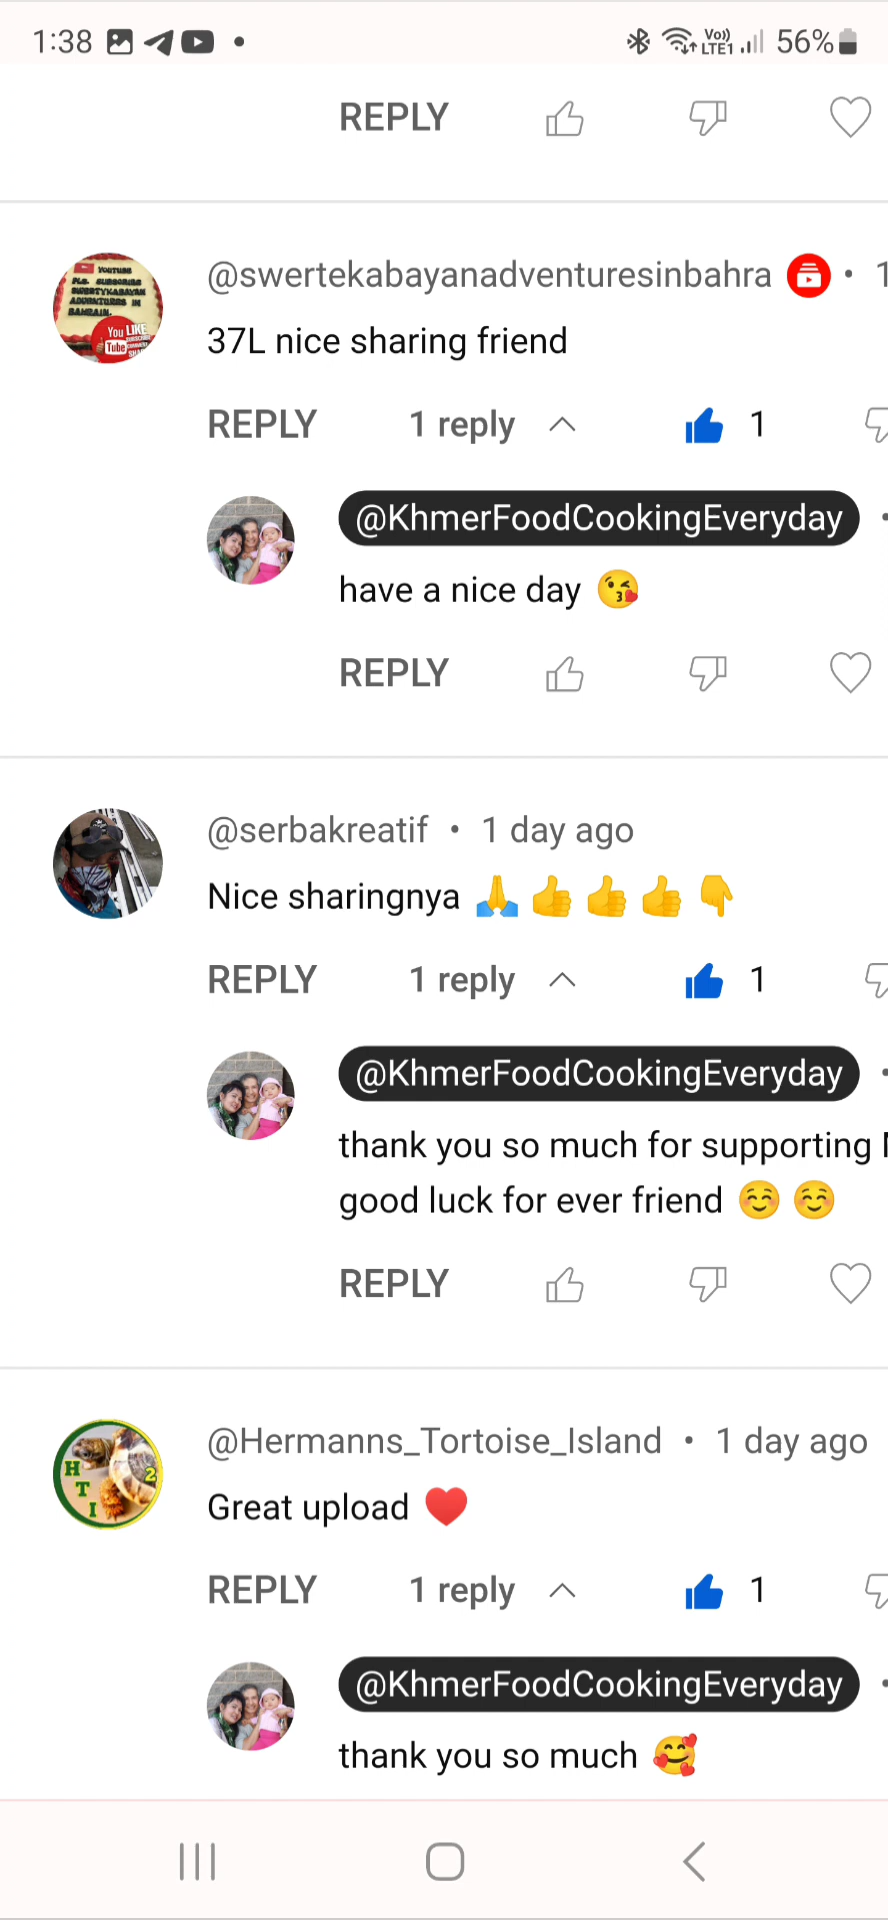 1:38 Vo)) LTE1 56%
REPLY
@swertekabayanadventuresinbahra • 1
37L nice sharing friend
REPLY 1 reply 1
@KhmerFoodCookingEveryday
have a nice day 😘
REPLY
@serbakreatif • 1 day ago
Nice sharingnya 🙏👍👍👍👇
REPLY 1 reply 1
@KhmerFoodCookingEveryday
thank you so much for supporting
good luck for ever friend ☺️☺️
REPLY
@Hermanns_Tortoise_Island • 1 day ago
H
T
I
2
Great upload ♥️
REPLY 1 reply 1
@KhmerFoodCookingEveryday
thank you so much 🥰